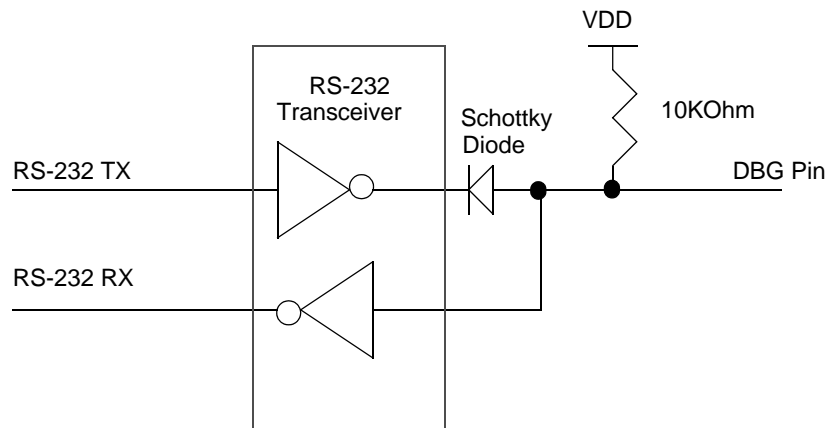 VDD
RS-232
Transceiver
Schottky
Diode
10KOhm
RS-232 TX
DBG Pin
RS-232 RX